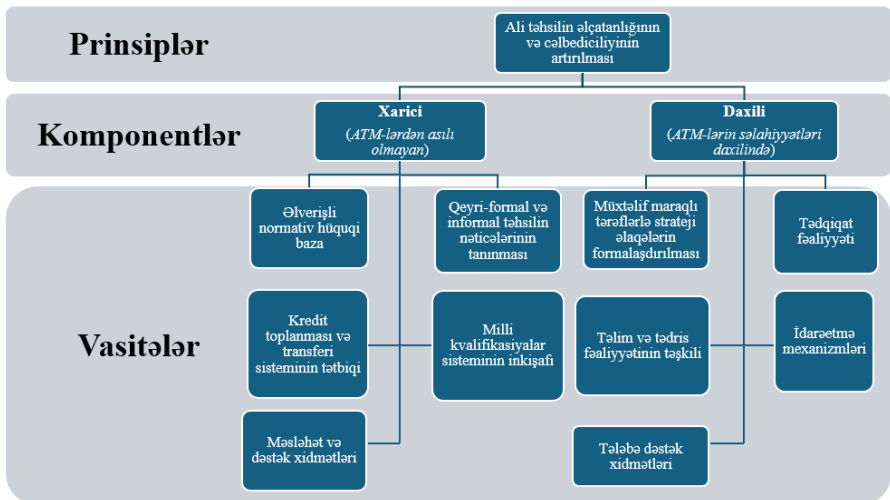 Prinsiplər
Ali təhsilin əlçatanlığının
və cəlbediciliyinin
artırılması
Komponentlər
Xarici
(ATM-lərdən asılı
olmayan)
Daxili
(ATM-lərin səlahiyyətləri
daxilində)
Vasitələr
Əlverişli
normativ hüquqi
baza
Qeyri-formal və
informal təhsilin
nəticələrinin
tanınması
Müxtəlif maraqlı
tərəflərlə strateji
əlaqələrin
formalaşdırılması
Tədqiqat
fəaliyyəti
Kredit
toplanması və
transferi
sisteminin tətbiqi
Milli
kvalifikasiyalar
sisteminin inkişafı
Təlim və tədris
fəaliyyətinin təşkili
İdarəetmə
mexanizmləri
Məsləhət və
dəstək xidmətləri
Tələbə dəstək
xidmətləri